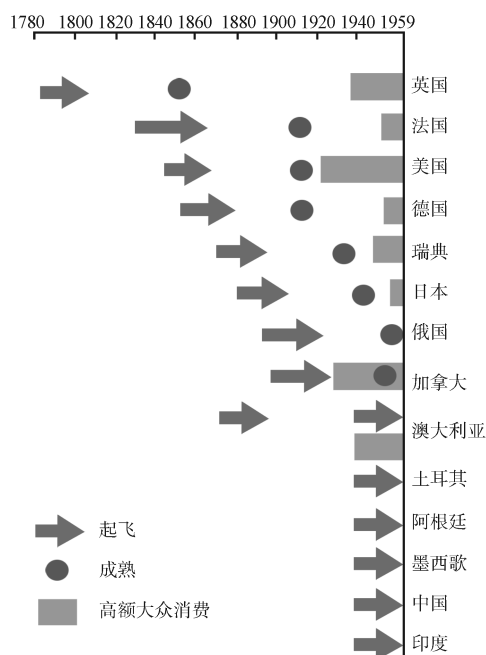 1780 1800 1820 1840 1860 1880 1900 1920 1940 1959
英国
法国
美国
德国
瑞典
日本
俄国
加拿大
澳大利亚
土耳其
阿根廷
墨西歌
中国
印度
起飞
成熟
高额大众消费